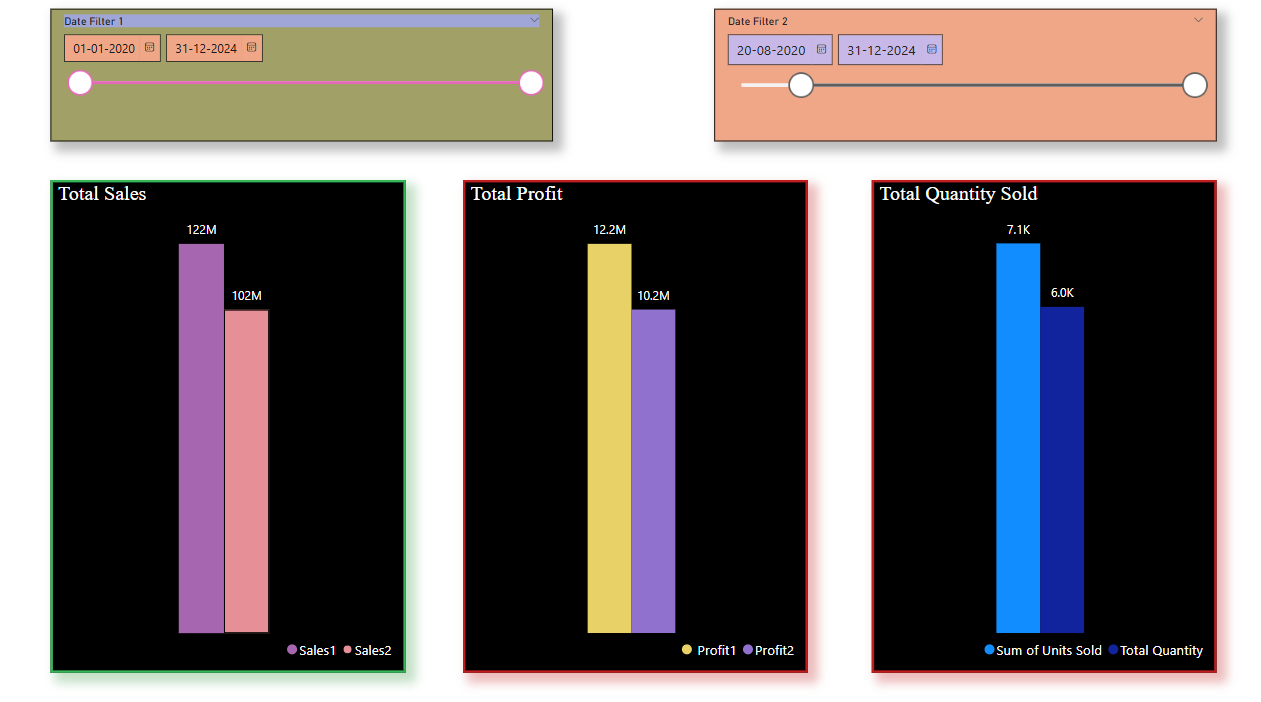 Date Filter 1
01-01-2020 31-12-2024
Date Filter 2
20-08-2020 31-12-2024
Total Sales
122M
102M
Sales1 Sales2
Total Profit
12.2M
10.2M
Profit1 Profit2
Total Quantity Sold
7.1K
6.0K
Sum of Units Sold Total Quantity